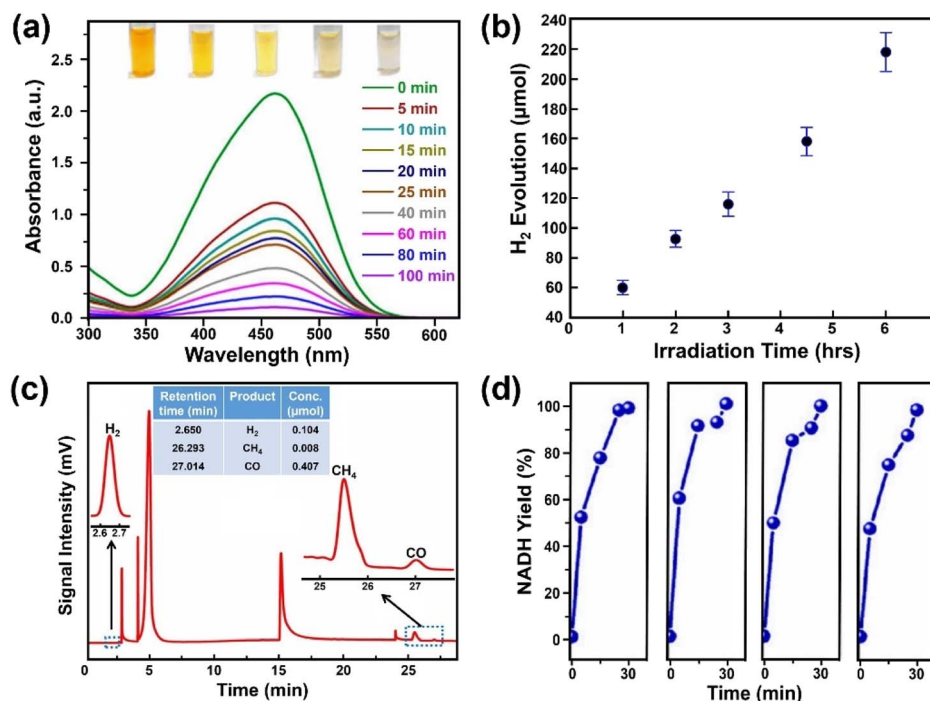 (a)
Absorbance (a.u.)
2.5
2.0
1.5
1.0
0.5
0.0
0 min
5 min
10 min
15 min
20 min
25 min
40 min
60 min
80 min
100 min
300 350 400 450 500 550 600
Wavelength (nm)
(b)
H₂ Evolution (µmol)
240
220
200
180
160
140
120
100
80
60
40
0 1 2 3 4 5 6
Irradiation Time (hrs)
(c)
Signal Intensity (mV)
Retention time (min) Product Conc. (µmol)
2.650 H₂ 0.104
26.293 CH₄ 0.008
27.014 CO 0.407
H₂
2.6 2.7
CH₄
CO
25 26 27
0 5 10 15 20 25
Time (min)
(d)
NADH Yield (%)
100
80
60
40
20
0
0 30 0 30 0 30 0 30
Time (min)